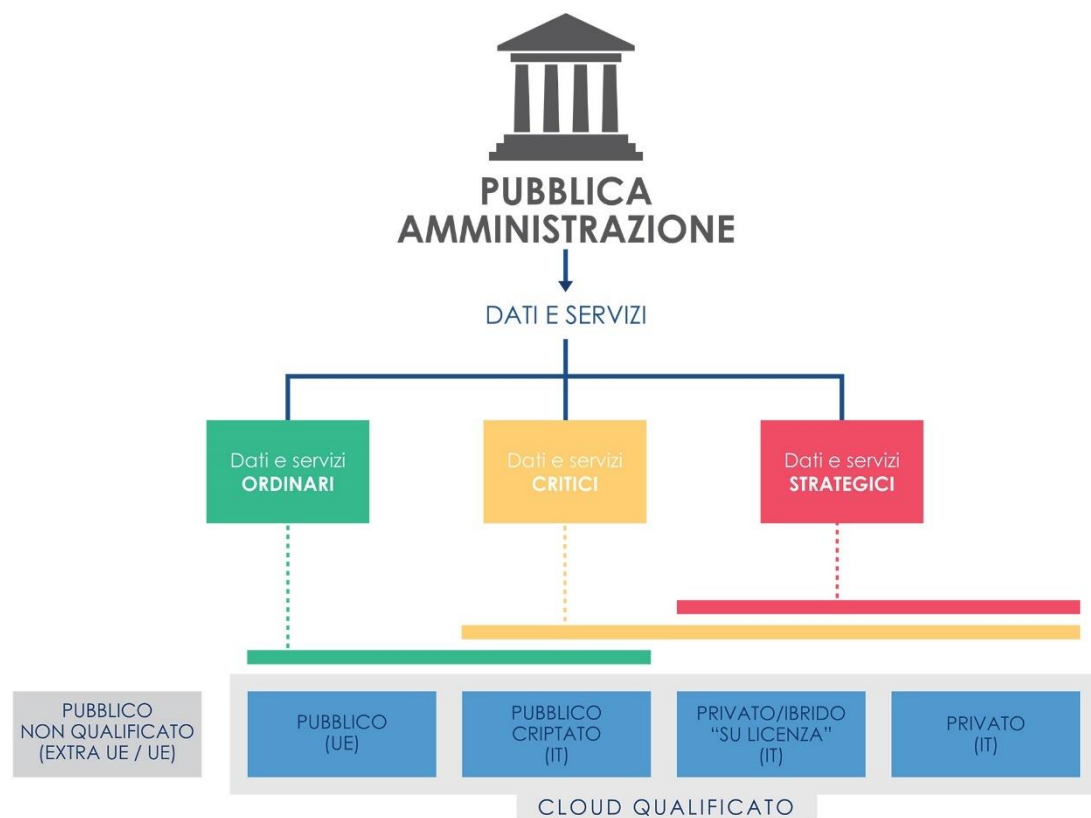 PUBBLICA
AMMINISTRAZIONE
DATI E SERVIZI
Dati e servizi
ORDINARI
Dati e servizi
CRITICI
Dati e servizi
STRATEGICI
PUBBLICO
NON QUALIFICATO
(EXTRA UE / UE)
PUBBLICO
(UE)
PUBBLICO
CRIPTATO
(IT)
PRIVATO/IBRIDO
“SU LICENZA”
(IT)
PRIVATO
(IT)
CLOUD QUALIFICATO